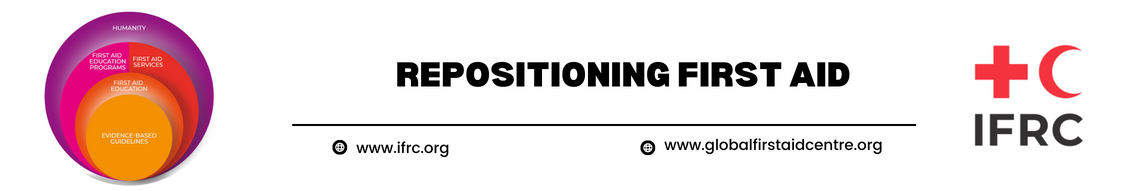 HUMANITY
FIRST AID
EDUCATION
PROGRAMS
FIRST AID
SERVICES
FIRST AID
EDUCATION
EVIDENCE-BASED
GUIDELINES
REPOSITIONING FIRST AID
www.ifrc.org
www.globalfirstaidcentre.org
IFRC